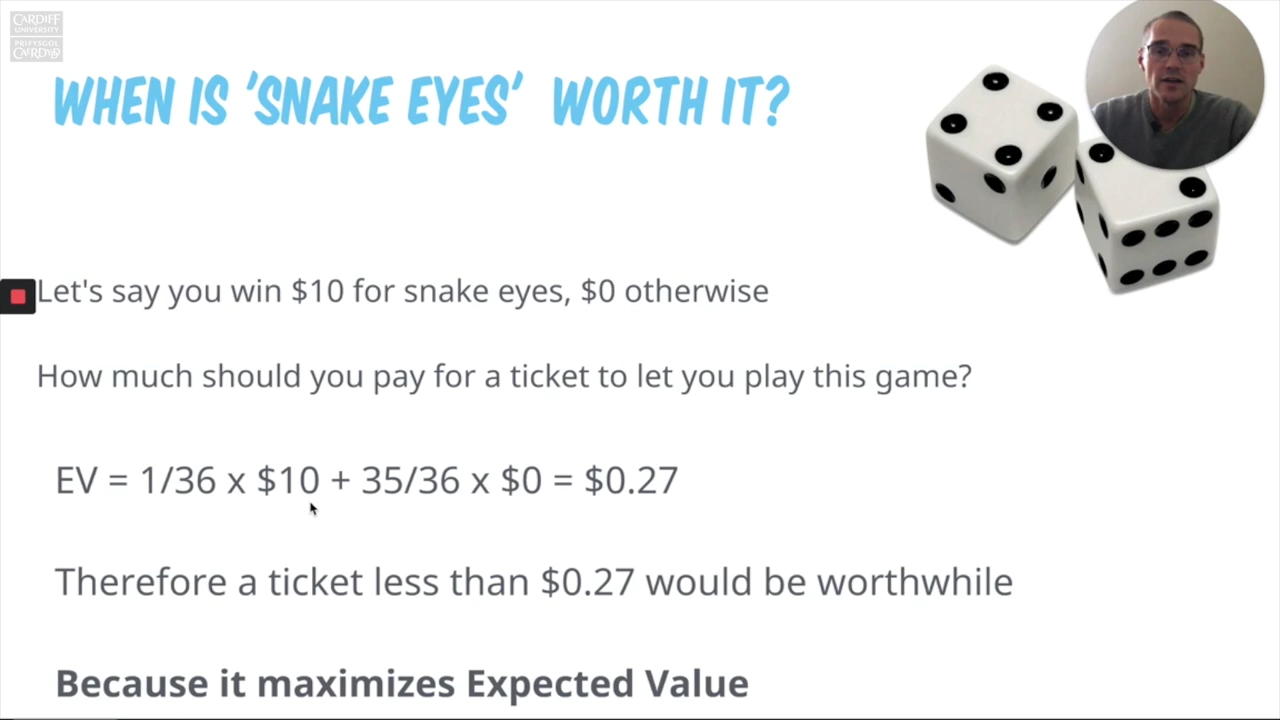 CARDIFF
UNIVERSITY
PRIFYSGOL
CAERDYDD
WHEN IS 'SNAKE EYES' WORTH IT?
Let's say you win $10 for snake eyes, $0 otherwise
How much should you pay for a ticket to let you play this game?
EV = 1/36 x $10 + 35/36 x $0 = $0.27
Therefore a ticket less than $0.27 would be worthwhile
Because it maximizes Expected Value